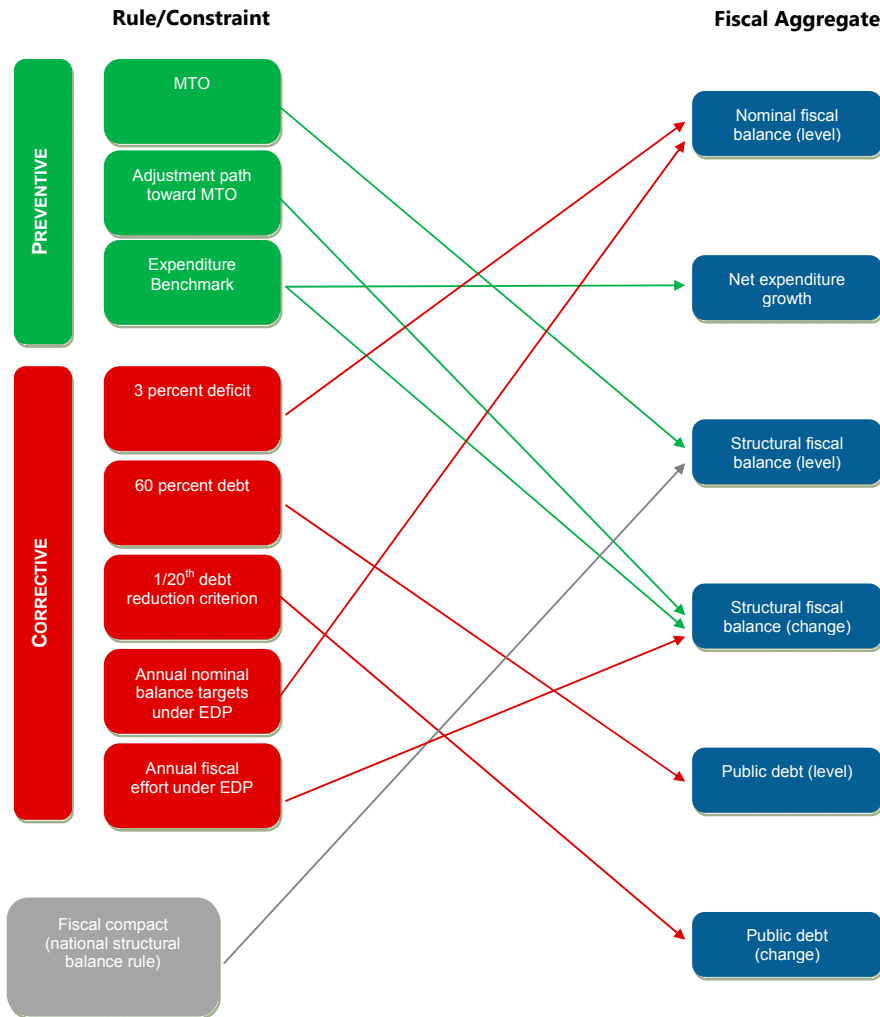 Rule/Constraint
Fiscal Aggregate
PREVENTIVE
MTO
Adjustment path
toward MTO
Expenditure
Benchmark
CORRECTIVE
3 percent deficit
60 percent debt
1/20th debt
reduction criterion
Annual nominal
balance targets
under EDP
Annual fiscal
effort under EDP
Fiscal compact
(national structural
balance rule)
Nominal fiscal
balance (level)
Net expenditure
growth
Structural fiscal
balance (level)
Structural fiscal
balance (change)
Public debt (level)
Public debt
(change)